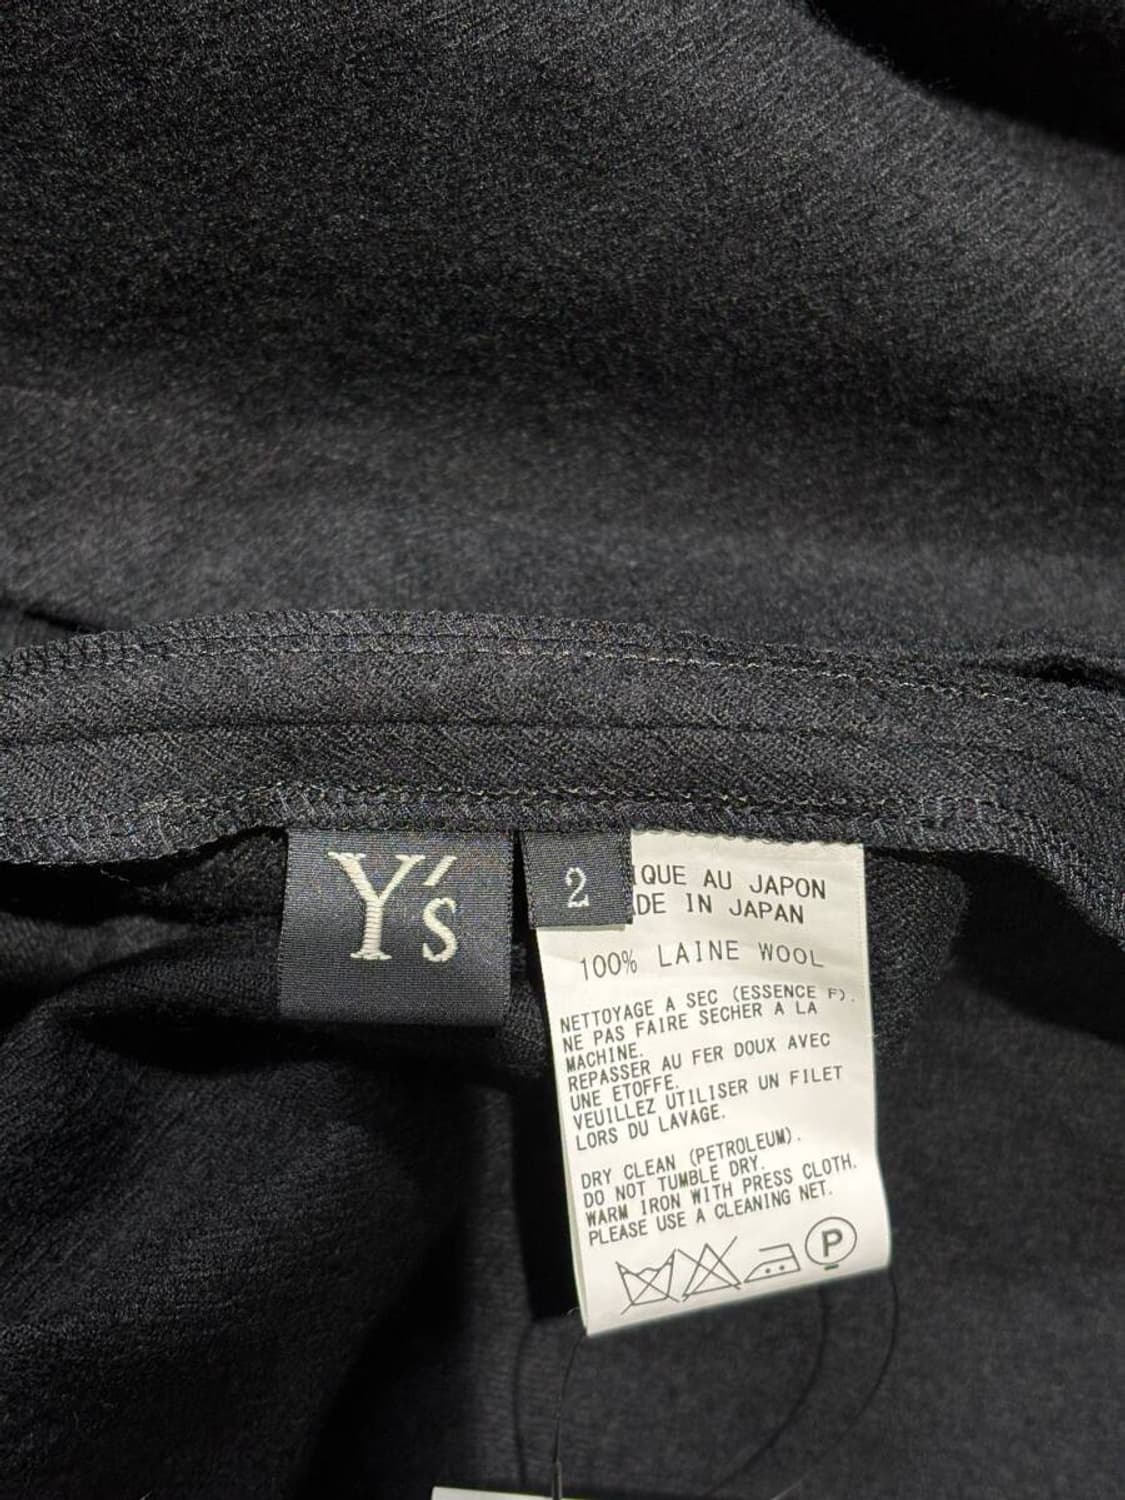 Y's
2
IQUE AU JAPON
DE IN JAPAN
100% LAINE WOOL
NETTOYAGE A SEC (ESSENCE F).
NE PAS FAIRE SECHER A LA
MACHINE.
REPASSER AU FER DOUX AVEC
UNE ETOFFE.
VEUILLEZ UTILISER UN FILET
LORS DU LAVAGE.
DRY CLEAN (PETROLEUM).
DO NOT TUMBLE DRY.
WARM IRON WITH PRESS CLOTH.
PLEASE USE A CLEANING NET.
P